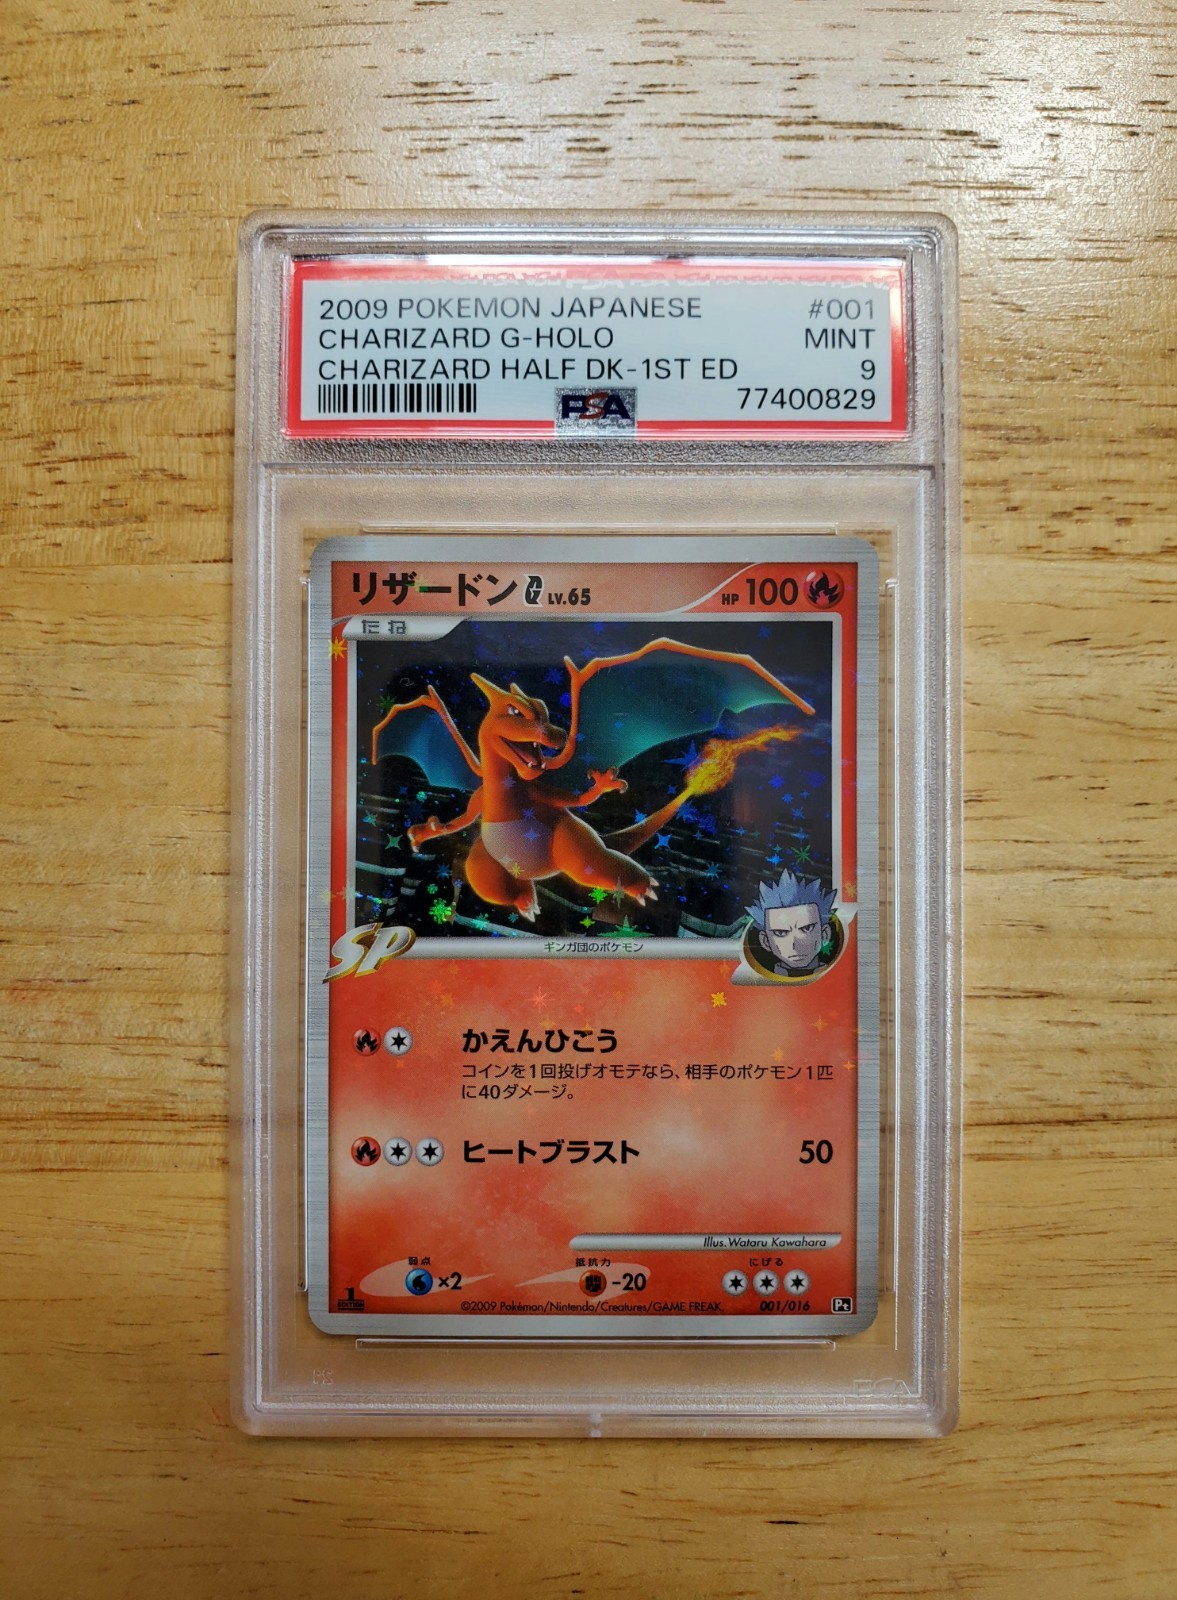 2009 POKEMON JAPANESE #001
CHARIZARD G-HOLO MINT
CHARIZARD HALF DK-1ST ED 9
PSA 77400829
リザードン G LV.65 HP 100
たね
SP
ギンガ団のポケモン
かえんひこう
コインを1回投げオモテなら、相手のポケモン1匹
に40ダメージ。
ヒートブラスト 50
Illus. Wataru Kawahara
弱点 抵抗力 にげる
×2 -20
1 EDITION ©2009 Pokémon/Nintendo/Creatures/GAME FREAK. 001/016 Pt
PSA